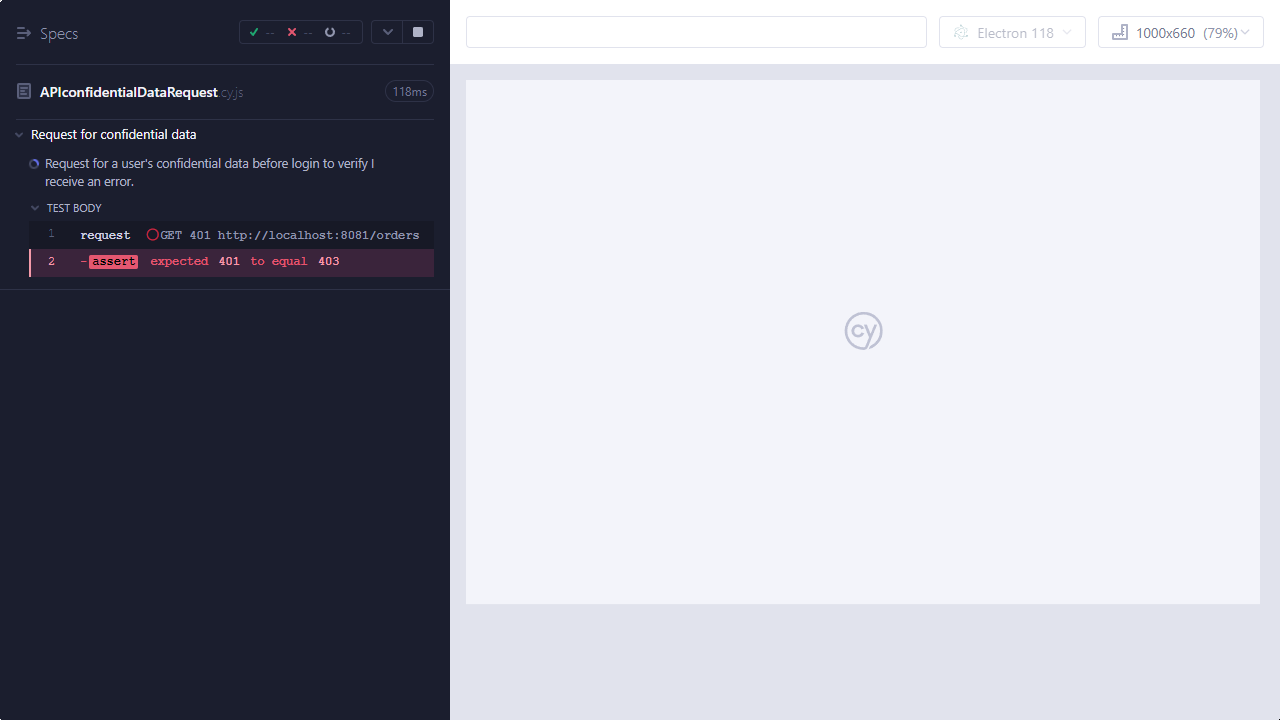 Specs
-- -- --
Electron 118
1000x660 (79%)
APIconfidentialDataRequest.cy.js
118ms
Request for confidential data
Request for a user's confidential data before login to verify I
receive an error.
TEST BODY
1 request GET 401 http://localhost:8081/orders
2 -assert expected 401 to equal 403
cy